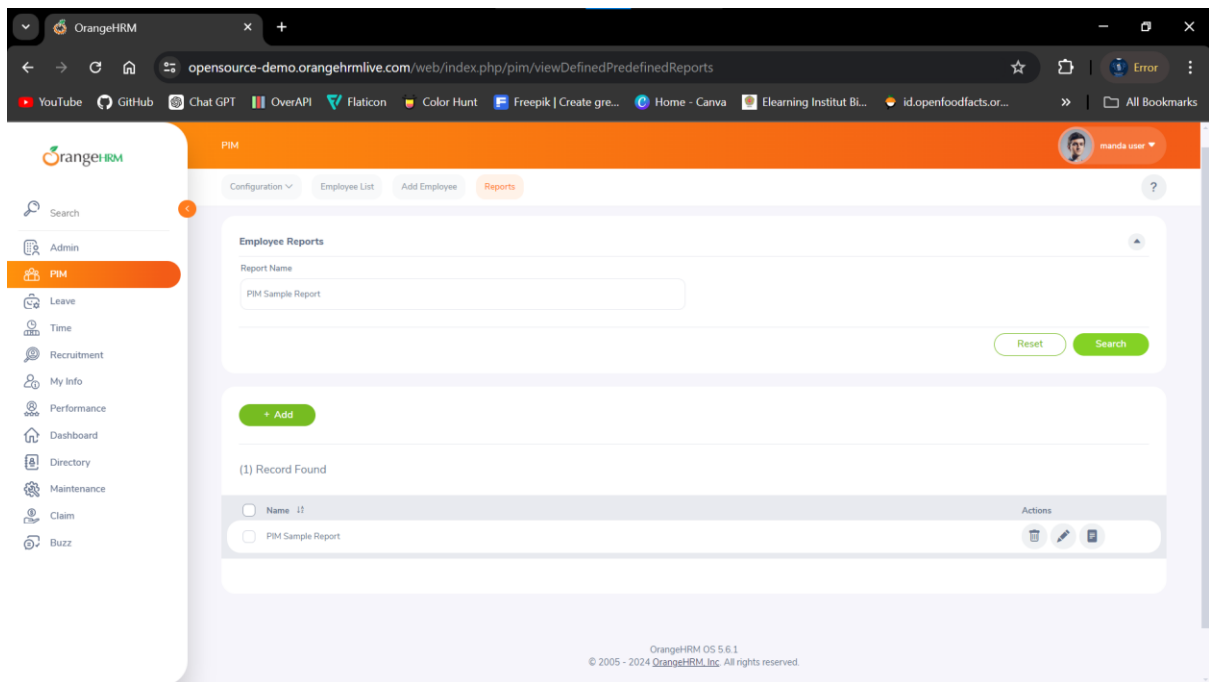 OrangeHRM
opensource-demo.orangehrmlive.com/web/index.php/pim/viewDefinedPredefinedReports
Error
YouTube GitHub Chat GPT OverAPI Flaticon Color Hunt Freepik | Create gre... Home - Canva Elearning Institut Bi... id.openfoodfacts.or... » All Bookmarks
OrangeHRM
PIM
manda user
Configuration Employee List Add Employee Reports ?
Search
Admin
PIM
Leave
Time
Recruitment
My Info
Performance
Dashboard
Directory
Maintenance
Claim
Buzz
Employee Reports
Report Name
PIM Sample Report
Reset Search
+ Add
(1) Record Found
Name Actions
PIM Sample Report
OrangeHRM OS 5.6.1
© 2005 - 2024 OrangeHRM, Inc. All rights reserved.